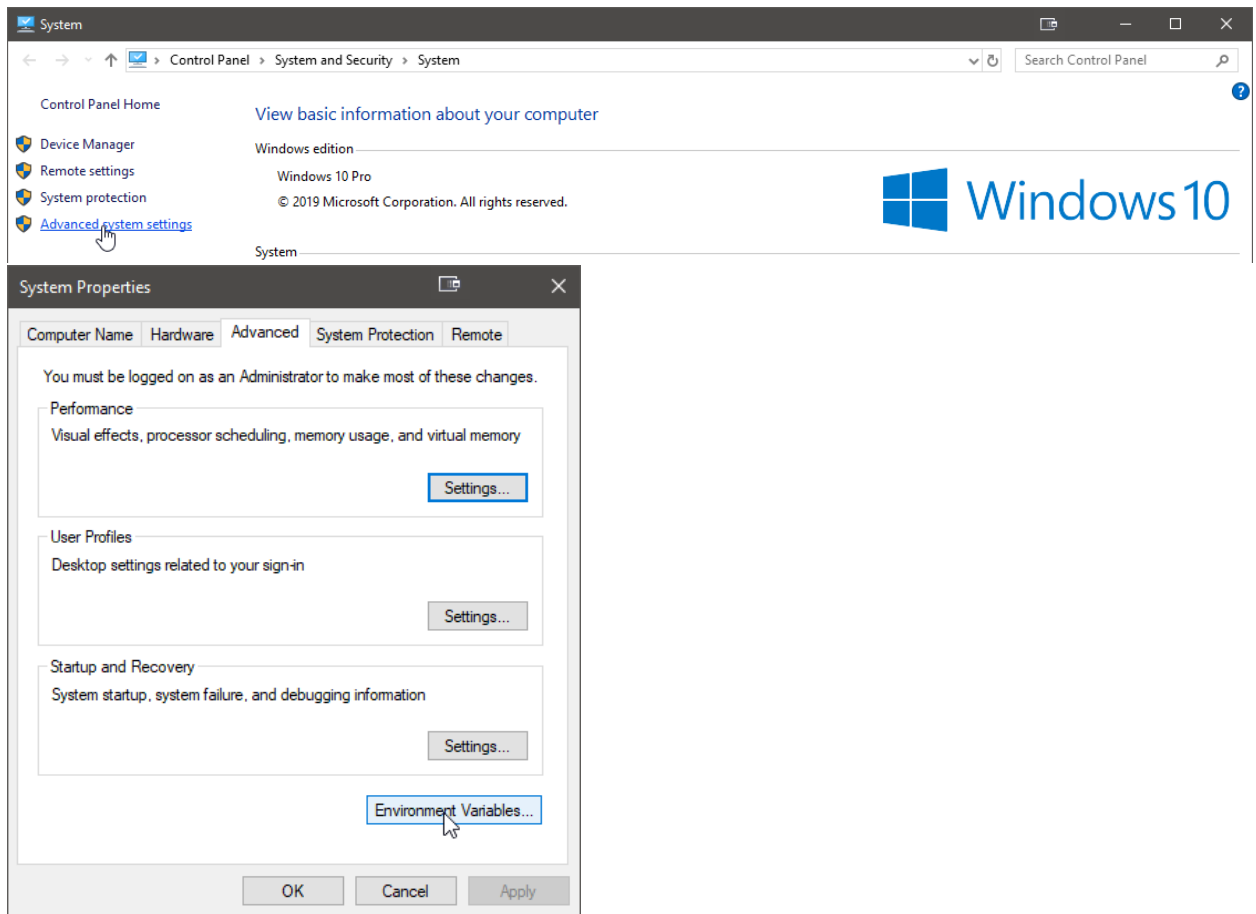 System
Control Panel > System and Security > System
Search Control Panel
?
Control Panel Home
View basic information about your computer
Device Manager
Windows edition
Remote settings
Windows 10 Pro
System protection
© 2019 Microsoft Corporation. All rights reserved.
Windows 10
Advanced system settings
System
System Properties
Computer Name
Hardware
Advanced
System Protection
Remote
You must be logged on as an Administrator to make most of these changes.
Performance
Visual effects, processor scheduling, memory usage, and virtual memory
Settings...
User Profiles
Desktop settings related to your sign-in
Settings...
Startup and Recovery
System startup, system failure, and debugging information
Settings...
Environment Variables...
OK
Cancel
Apply